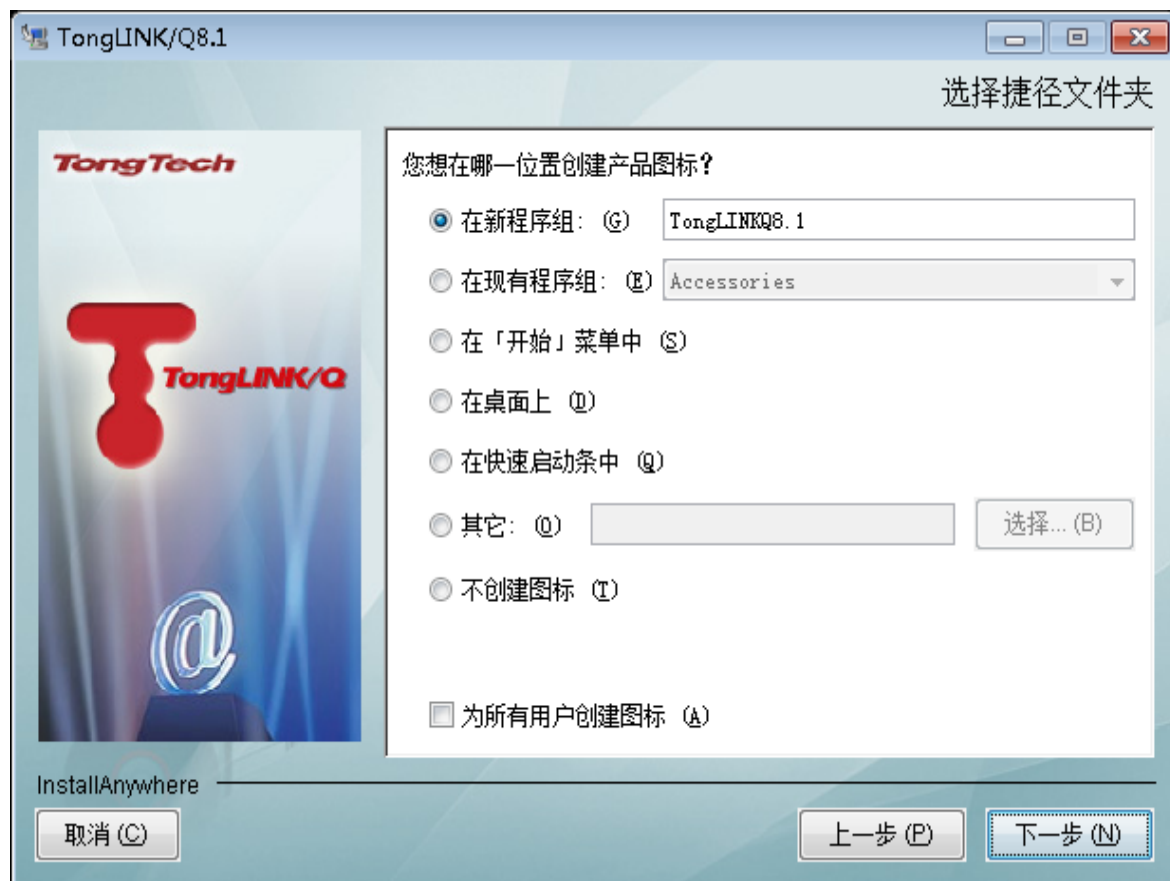 TongLINK/Q8.1
选择捷径文件夹
TongTech
TongLINK/Q
您想在哪一位置创建产品图标?
在新程序组: (G) TongLINKQ8.1
在现有程序组: (E) Accessories
在「开始」菜单中 (S)
在桌面上 (D)
在快速启动条中 (Q)
其它: (O) 选择... (B)
不创建图标 (T)
为所有用户创建图标 (A)
InstallAnywhere
取消 (C) 上一步 (P) 下一步 (N)